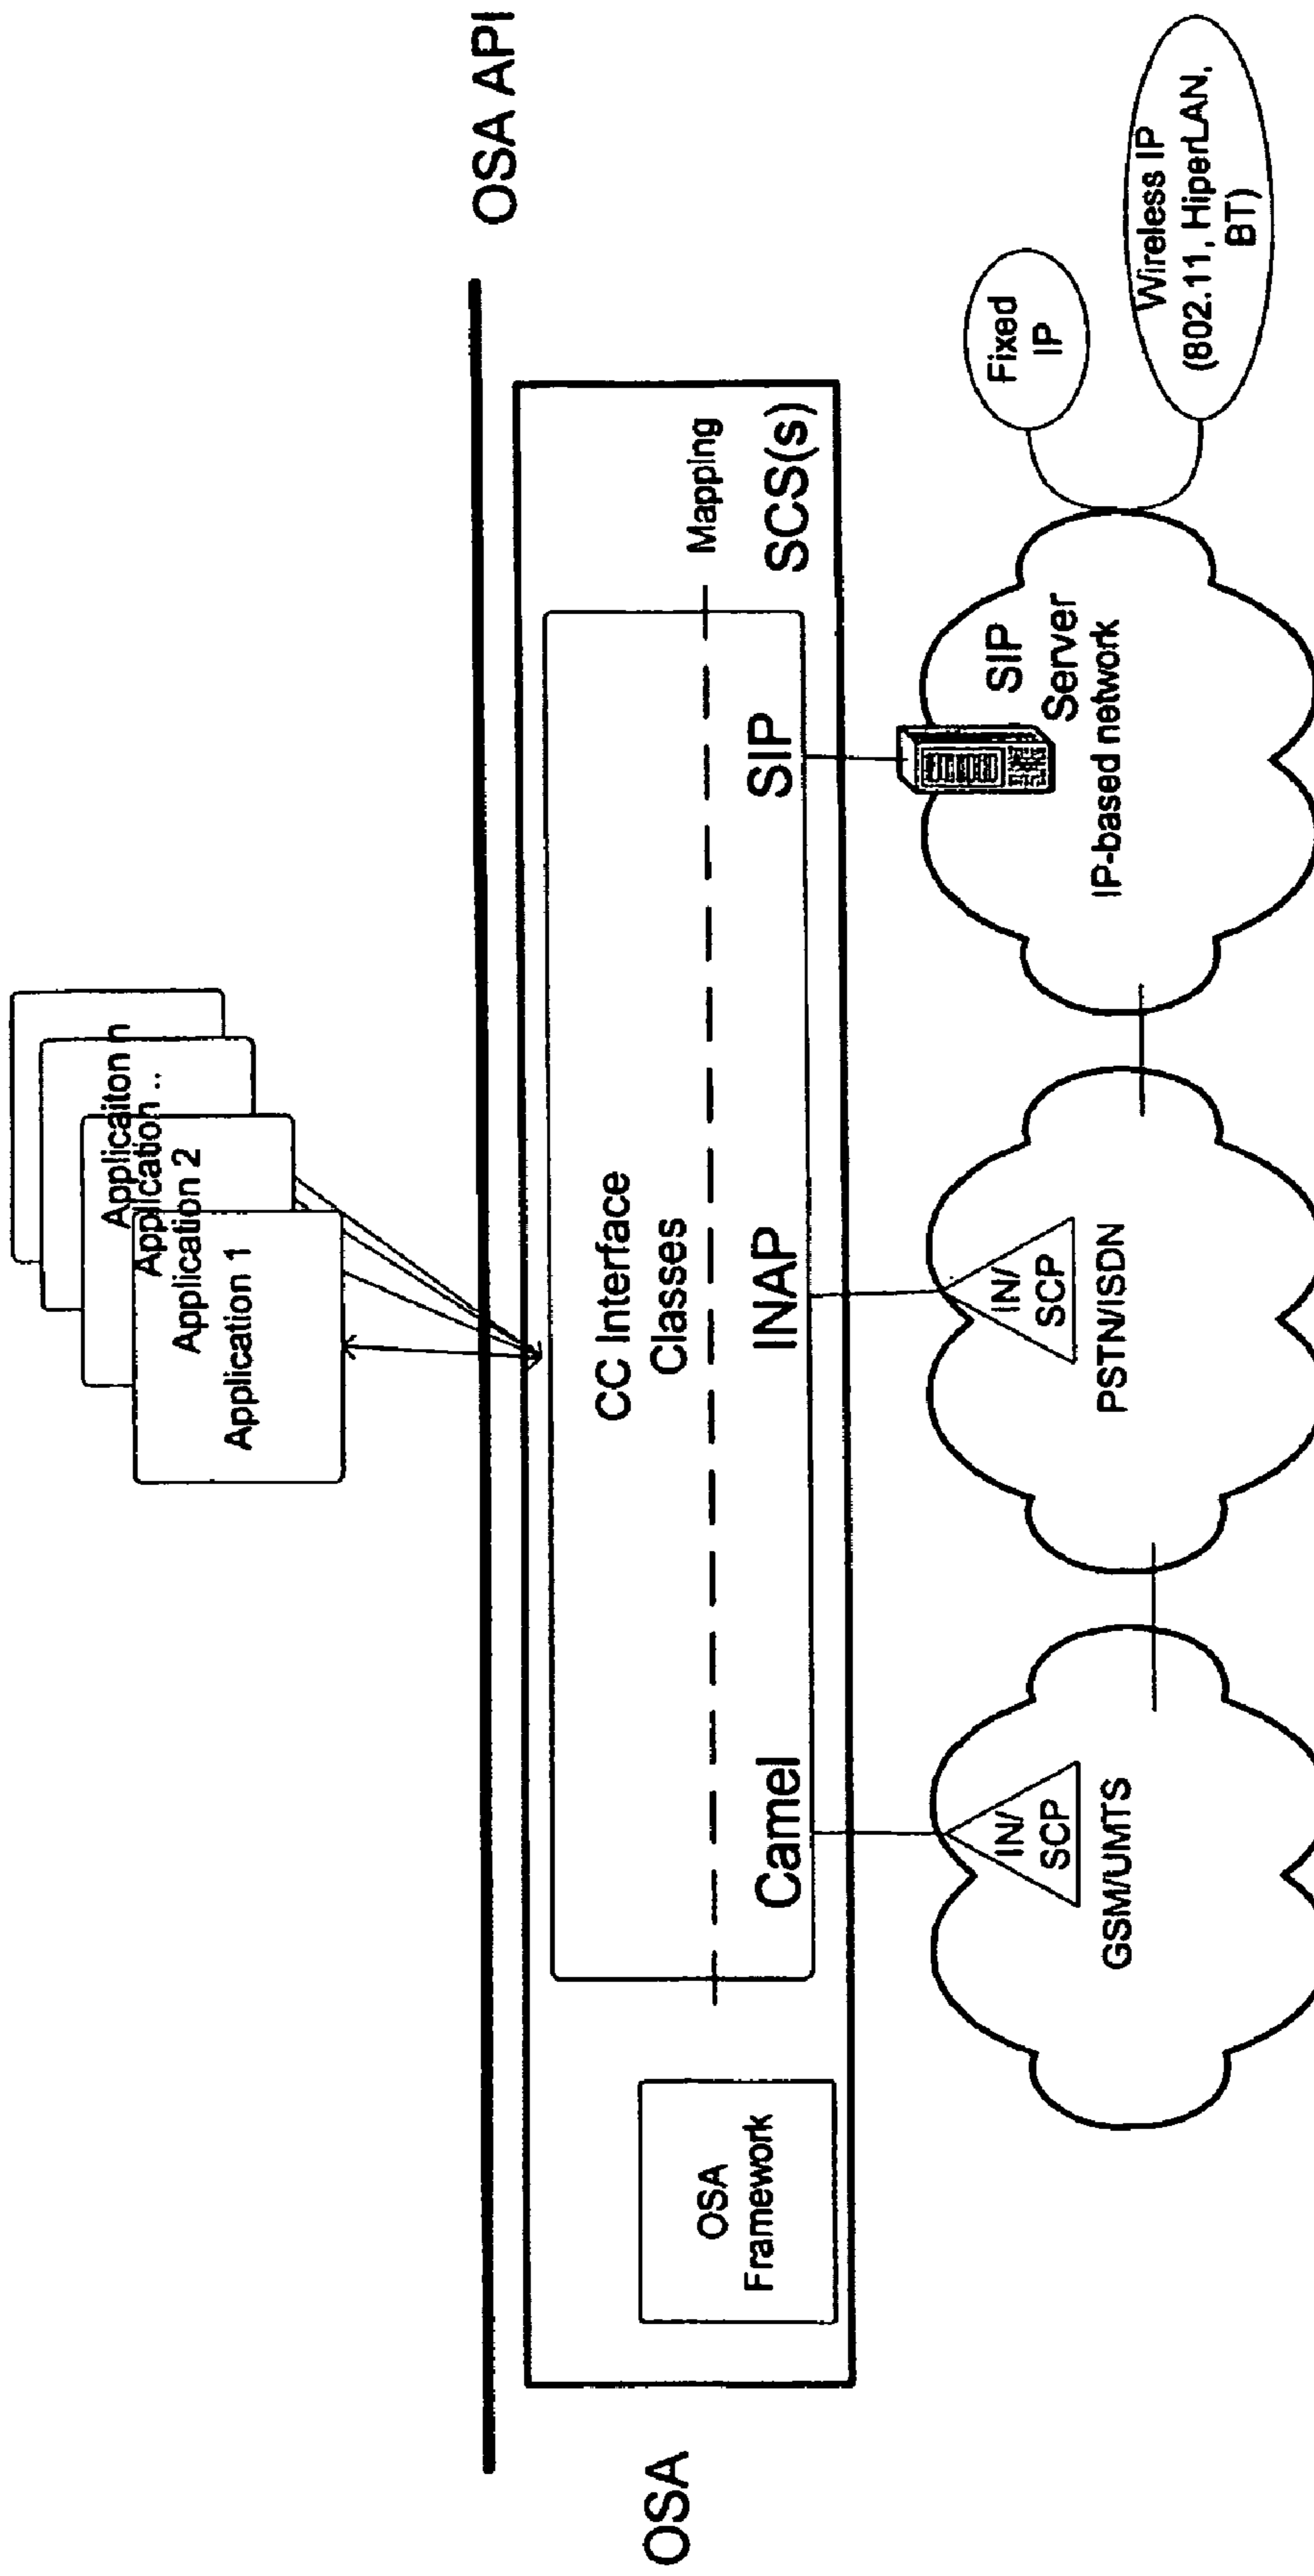 Applicaiton n
Application ..
Application 2
Application 1
OSA API
OSA
OSA
Framework
CC Interface
Classes
Mapping
Camel
INAP
SIP
SCS(s)
IN/
SCP
GSM/UMTS
IN/
SCP
PSTN/ISDN
SIP
Server
IP-based network
Fixed
IP
Wireless IP
(802.11, HiperLAN,
BT)